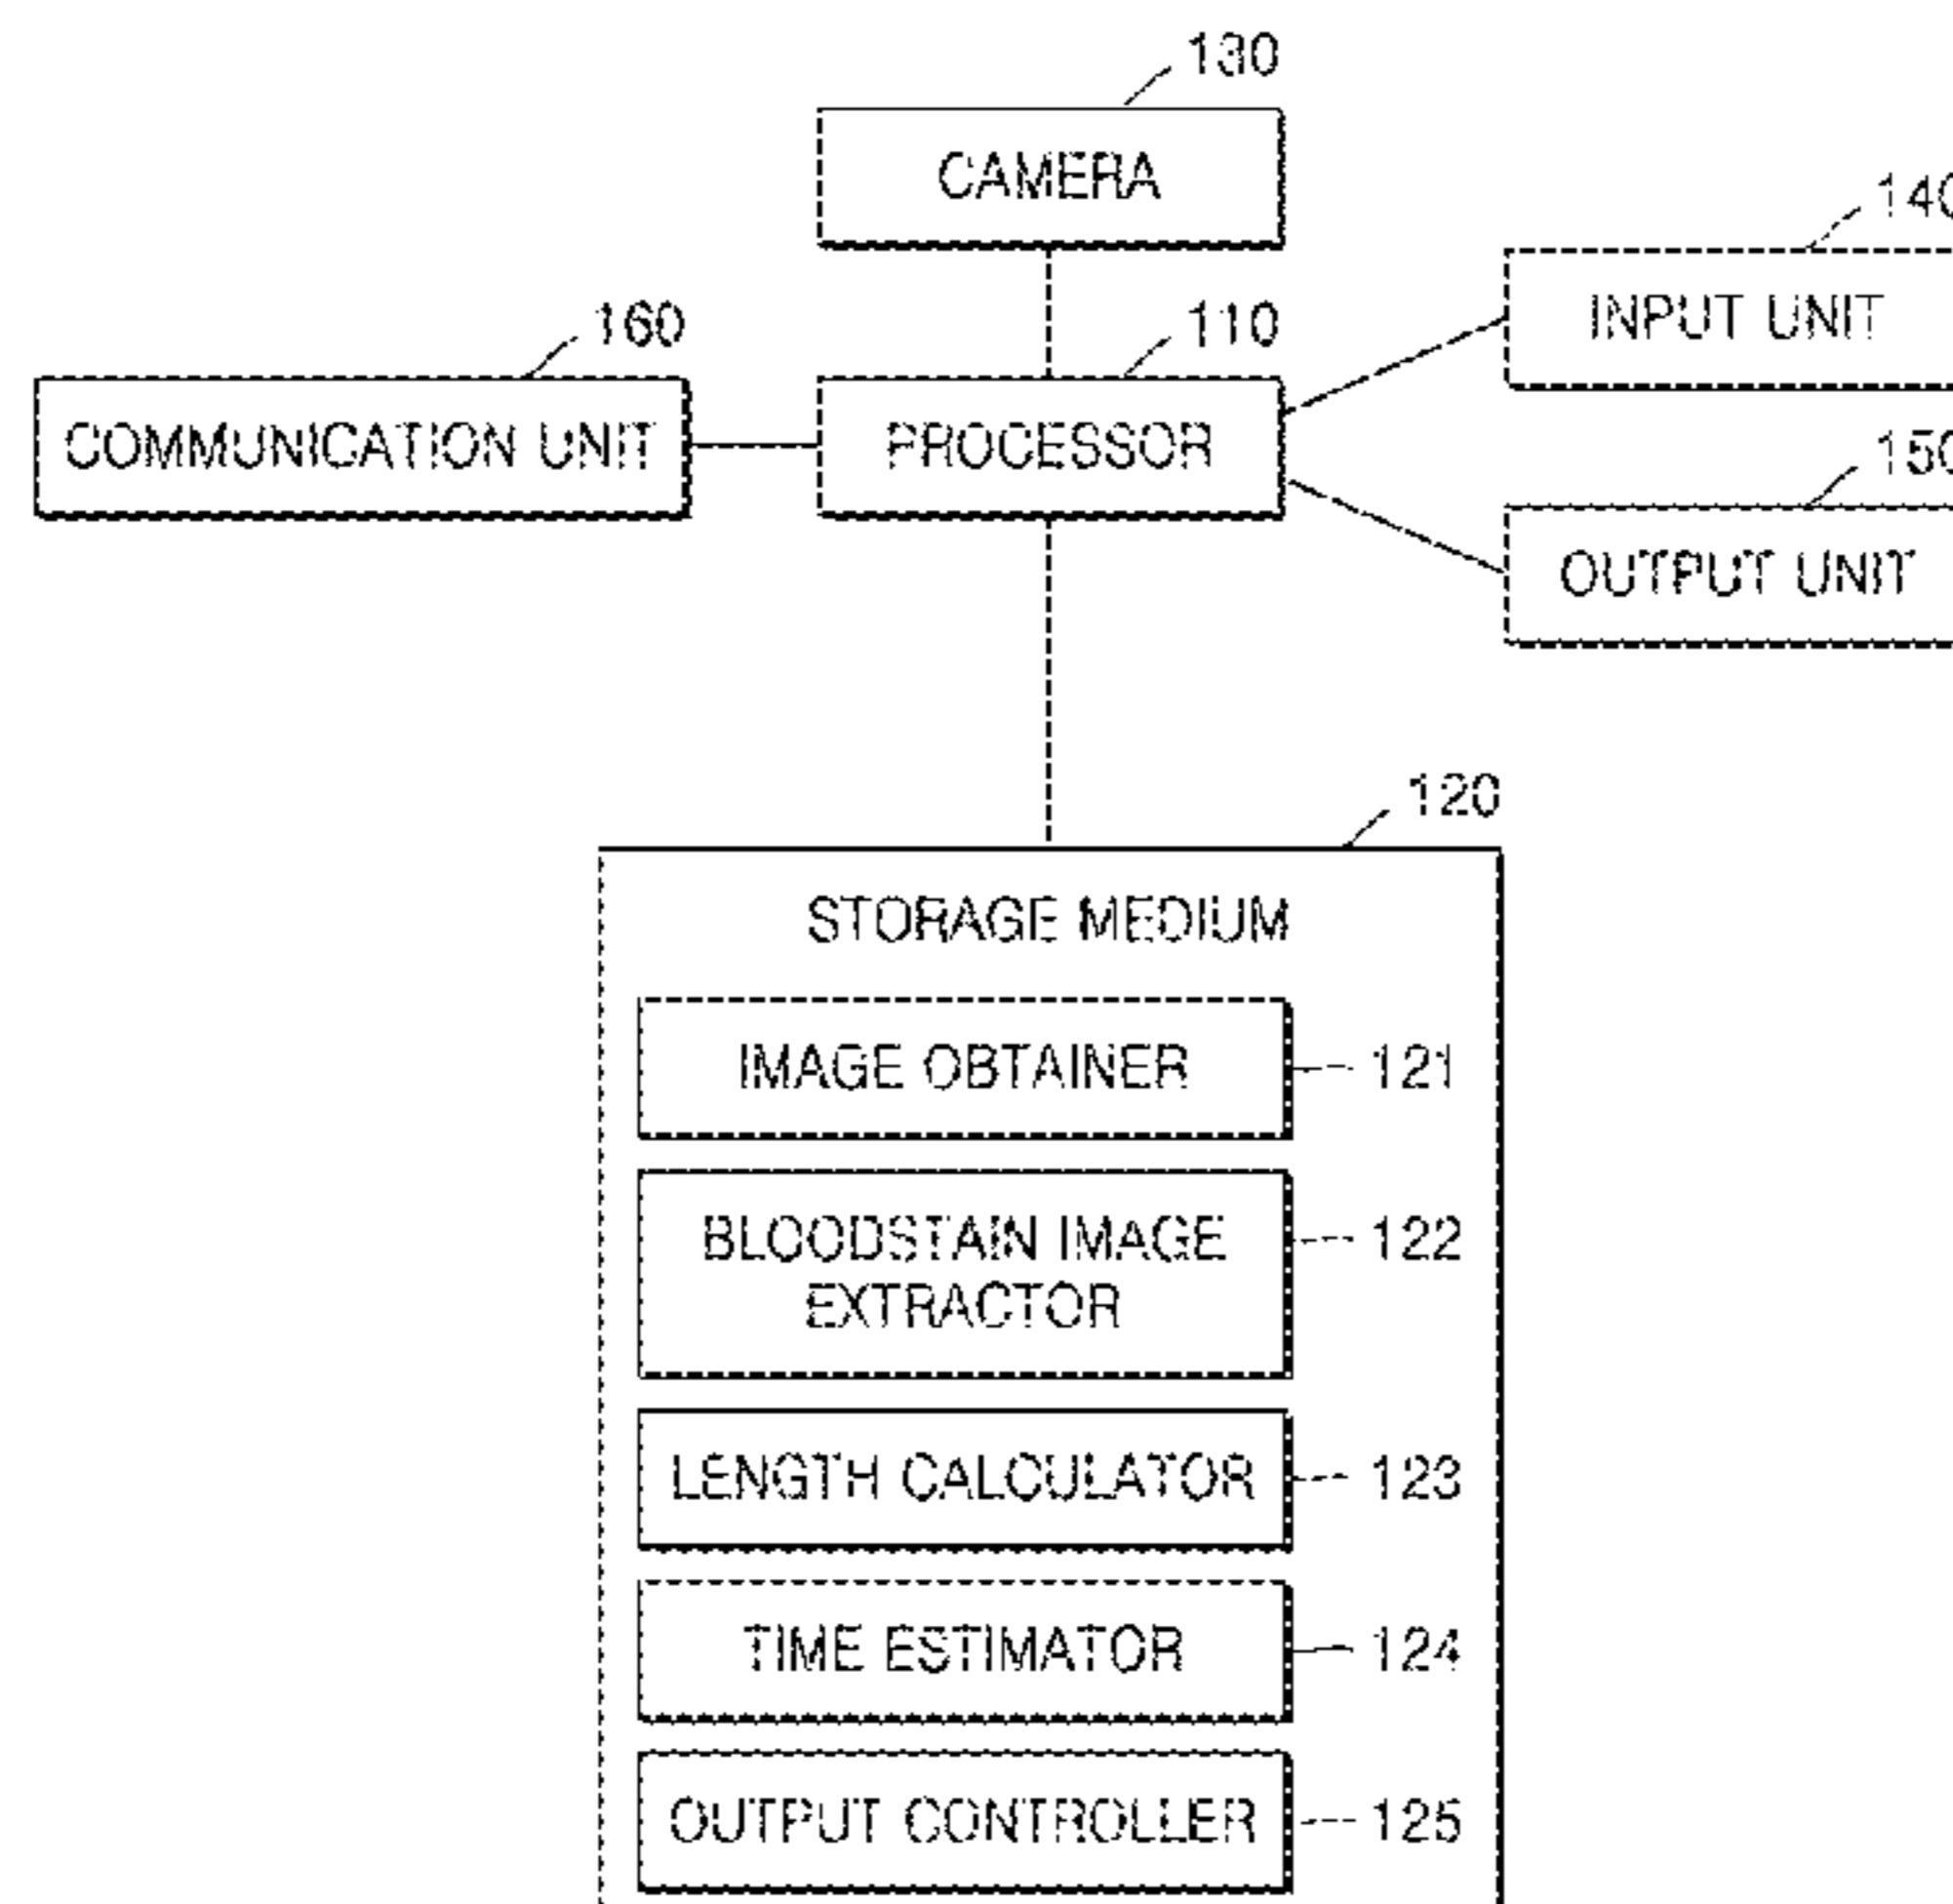 130
CAMERA
140
INPUT UNIT
160
COMMUNICATION UNIT
110
PROCESSOR
150
OUTPUT UNIT
120
STORAGE MEDIUM
IMAGE OBTAINER
121
BLOODSTAIN IMAGE
EXTRACTOR
122
LENGTH CALCULATOR
123
TIME ESTIMATOR
124
OUTPUT CONTROLLER
125